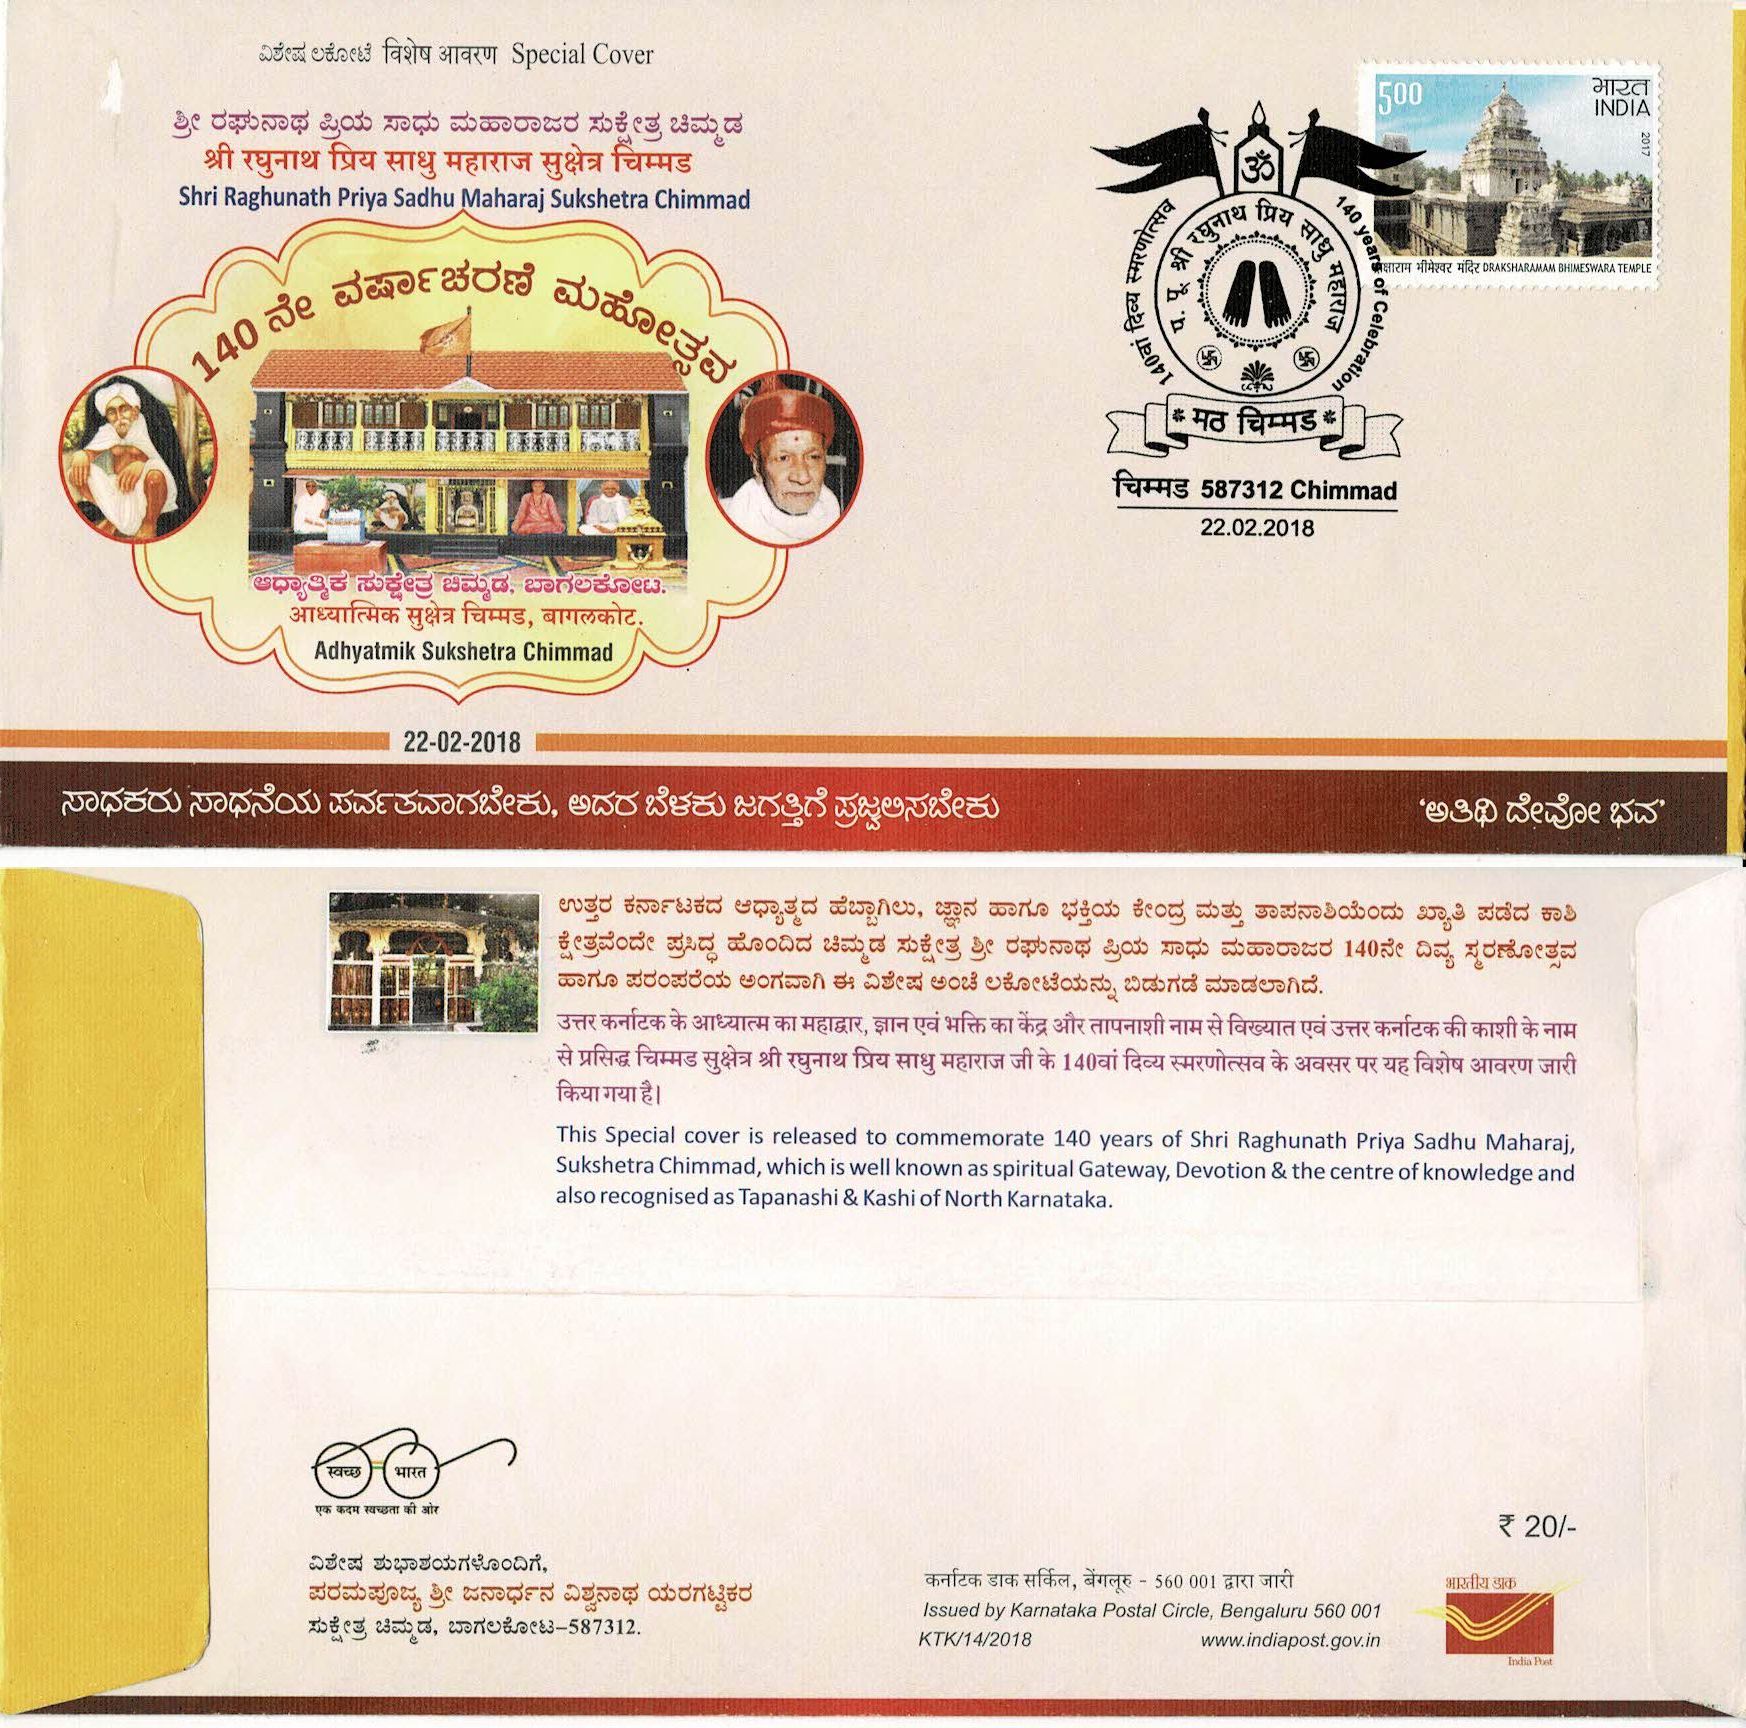 ವಿಶೇಷ ಲಕೋಟೆ विशेष आवरण Special Cover
ಶ್ರೀ ರಘುನಾಥ ಪ್ರಿಯ ಸಾಧು ಮಹಾರಾಜರ ಸುಕ್ಷೇತ್ರ ಚಿಮ್ಮಡ
श्री रघुनाथ प्रिय साधु महाराज सुक्षेत्र चिम्मड
Shri Raghunath Priya Sadhu Maharaj Sukshetra Chimmad
140 ನೇ ವರ್ಷಾಚರಣೆ ಮಹೋತ್ಸವ
ಆಧ್ಯಾತ್ಮಿಕ ಸುಕ್ಷೇತ್ರ ಚಿಮ್ಮಡ, ಬಾಗಲಕೋಟ.
आध्यात्मिक सुक्षेत्र चिम्मड, बागलकोट.
Adhyatmik Sukshetra Chimmad
22-02-2018
ಸಾಧಕರು ಸಾಧನೆಯ ಪರ್ವತವಾಗಬೇಕು, ಅದರ ಬೆಳಕು ಜಗತ್ತಿಗೆ ಪ್ರಜ್ವಲಿಸಬೇಕು
‘ಅತಿಥಿ ದೇವೋ ಭವ’
500
भारत
INDIA
2017
भीमेश्वर मंदिर DRAKSHARAMAM BHIMESWARA TEMPLE
ॐ
140वां दिव्य स्मरणोत्सव
प. पू. श्री रघुनाथ प्रिय साधु महाराज
140 years of Celebration
* मठ चिम्मड *
चिम्मड 587312 Chimmad
22.02.2018
ಉತ್ತರ ಕರ್ನಾಟಕದ ಆಧ್ಯಾತ್ಮದ ಹೆಬ್ಬಾಗಿಲು, ಜ್ಞಾನ ಹಾಗೂ ಭಕ್ತಿಯ ಕೇಂದ್ರ ಮತ್ತು ತಾಪನಾಶಿಯೆಂದು ಖ್ಯಾತಿ ಪಡೆದ ಕಾಶಿ
ಕ್ಷೇತ್ರವೆಂದೇ ಪ್ರಸಿದ್ಧ ಹೊಂದಿದ ಚಿಮ್ಮಡ ಸುಕ್ಷೇತ್ರ ಶ್ರೀ ರಘುನಾಥ ಪ್ರಿಯ ಸಾಧು ಮಹಾರಾಜರ 140ನೇ ದಿವ್ಯ ಸ್ಮರಣೋತ್ಸವ
ಹಾಗೂ ಪರಂಪರೆಯ ಅಂಗವಾಗಿ ಈ ವಿಶೇಷ ಅಂಚೆ ಲಕೋಟೆಯನ್ನು ಬಿಡುಗಡೆ ಮಾಡಲಾಗಿದೆ.
उत्तर कर्नाटक के आध्यात्म का महाद्वार, ज्ञान एवं भक्ति का केंद्र और तापनाशी नाम से विख्यात एवं उत्तर कर्नाटक की काशी के नाम
से प्रसिद्ध चिम्मड सुक्षेत्र श्री रघुनाथ प्रिय साधु महाराज जी के 140वां दिव्य स्मरणोत्सव के अवसर पर यह विशेष आवरण जारी
किया गया है।
This Special cover is released to commemorate 140 years of Shri Raghunath Priya Sadhu Maharaj,
Sukshetra Chimmad, which is well known as spiritual Gateway, Devotion & the centre of knowledge and
also recognised as Tapanashi & Kashi of North Karnataka.
स्वच्छ भारत
एक कदम स्वच्छता की ओर
ವಿಶೇಷ ಶುಭಾಶಯಗಳೊಂದಿಗೆ,
ಪರಮಪೂಜ್ಯ ಶ್ರೀ ಜನಾರ್ಧನ ವಿಶ್ವನಾಥ ಯರಗಟ್ಟಿಕರ
ಸುಕ್ಷೇತ್ರ ಚಿಮ್ಮಡ, ಬಾಗಲಕೋಟ–587312.
₹ 20/-
कर्नाटक डाक सर्किल, बेंगलूरु - 560 001 द्वारा जारी
Issued by Karnataka Postal Circle, Bengaluru 560 001
KTK/14/2018 www.indiapost.gov.in
भारतीय डाक
India Post